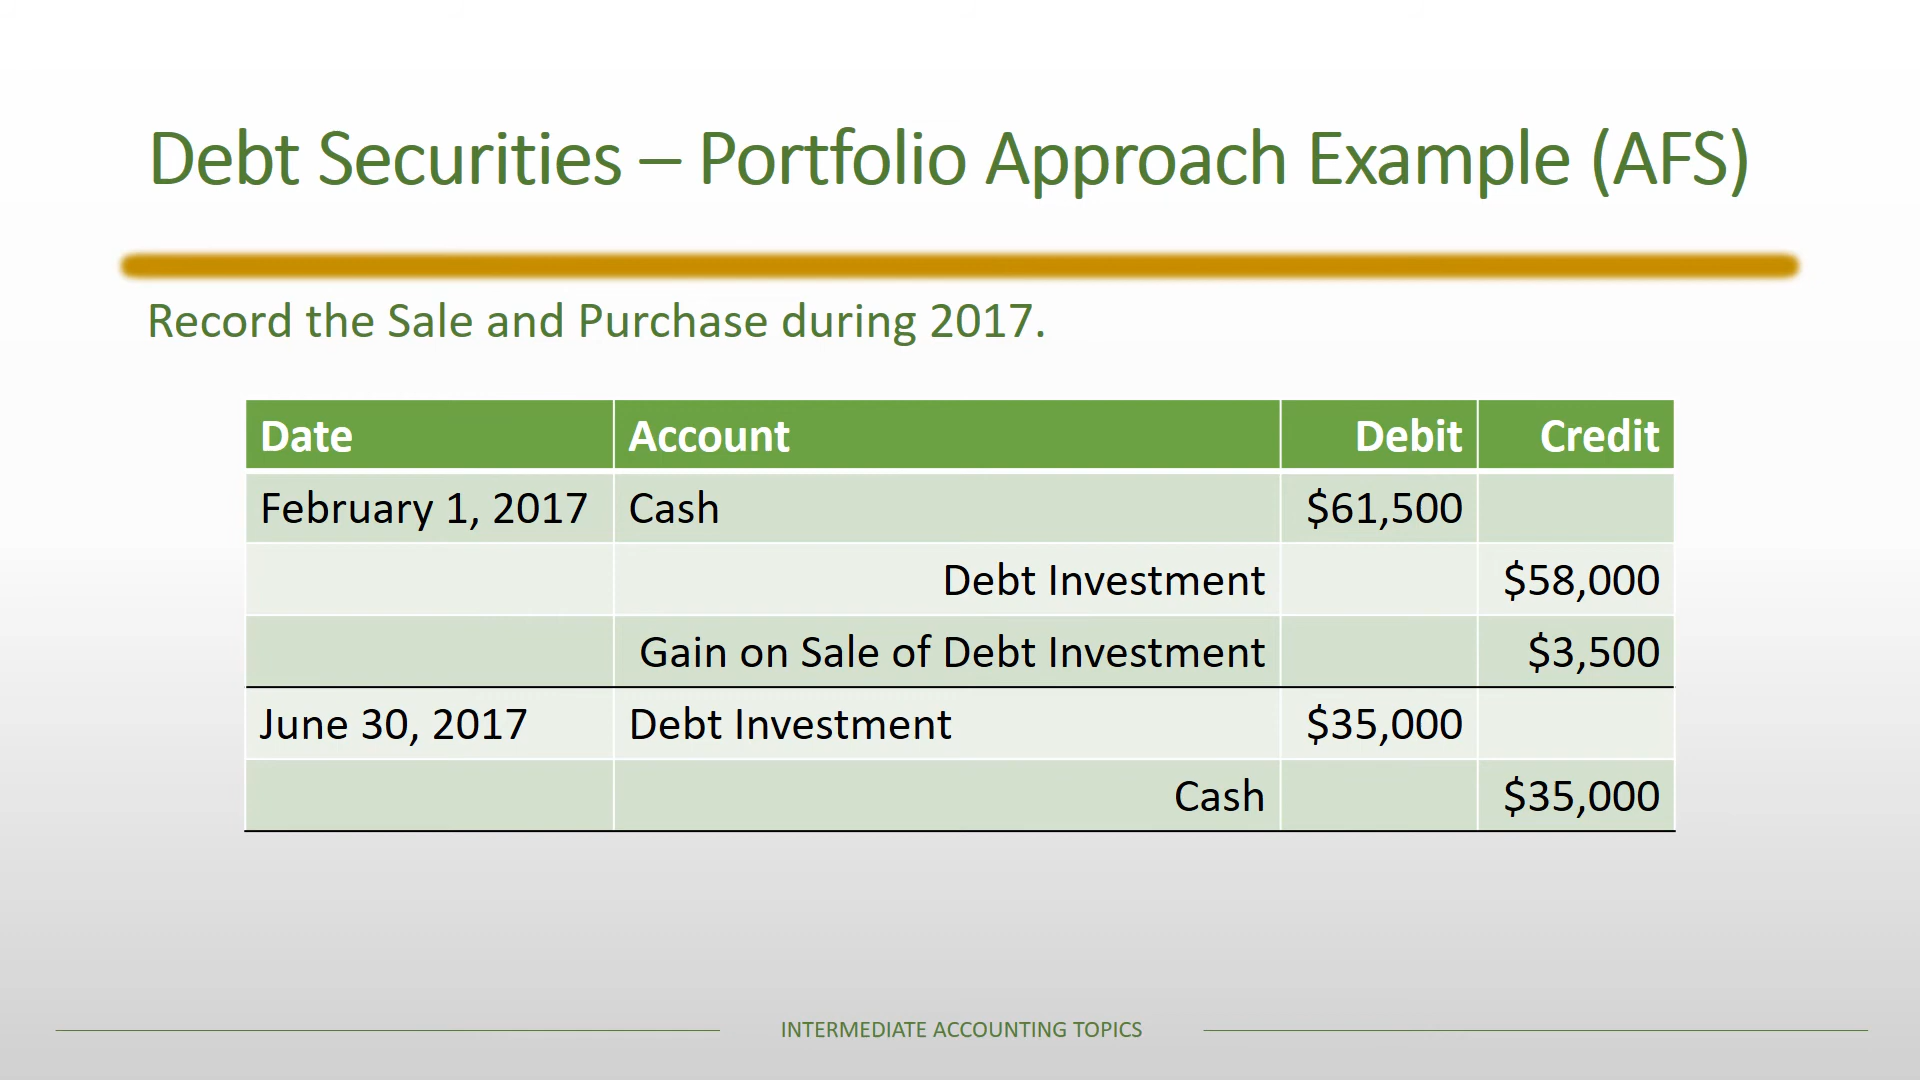 Debt Securities – Portfolio Approach Example (AFS)
Record the Sale and Purchase during 2017.
Date Account Debit Credit
February 1, 2017 Cash $61,500
Debt Investment $58,000
Gain on Sale of Debt Investment $3,500
June 30, 2017 Debt Investment $35,000
Cash $35,000
INTERMEDIATE ACCOUNTING TOPICS